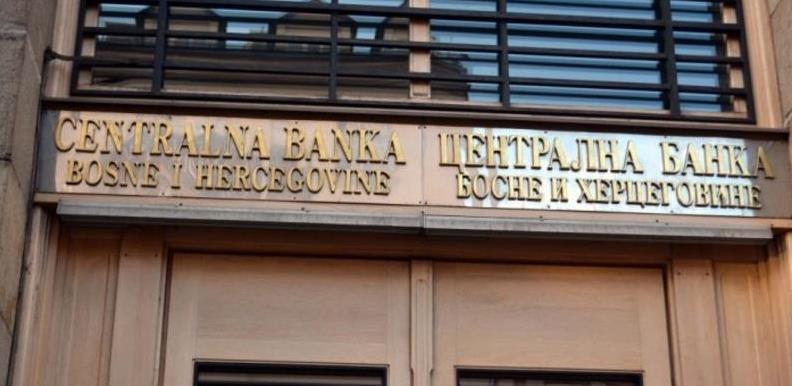 CENTRALNA BANKA
BOSNE I HERCEGOVINE
ЦЕНТРАЛНА БАНКА
БОСНЕ И ХЕРЦЕГОВИНЕ